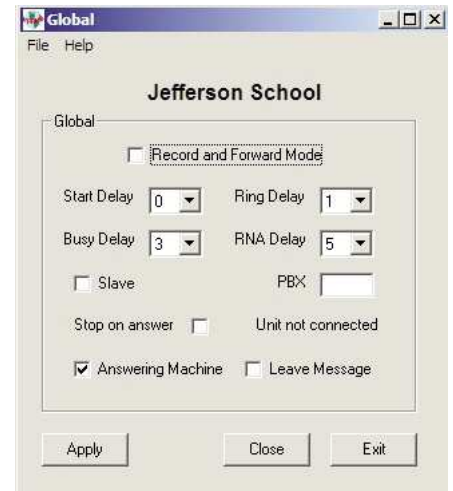 Global
File Help
Jefferson School
Global
Record and Forward Mode
Start Delay 0 Ring Delay 1
Busy Delay 3 RNA Delay 5
Slave PBX
Stop on answer Unit not connected
Answering Machine Leave Message
Apply Close Exit